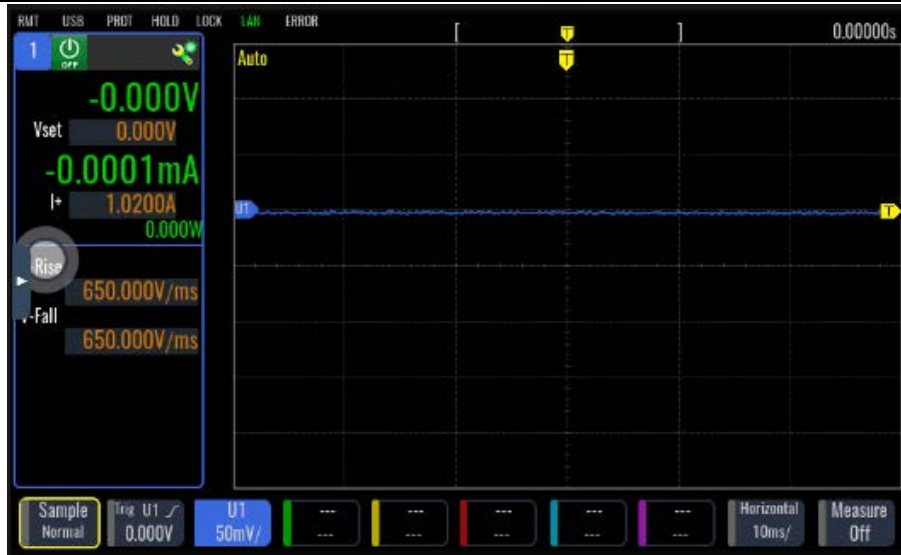 RMT USB PROT HOLD LOCK LAN ERROR
[ T ] 0.00000s
1 OFF
Auto
T
-0.000V
Vset 0.000V
-0.0001mA
I+ 1.0200A
0.000W
U1
T
Rise
650.000V/ms
-Fall
650.000V/ms
Sample
Normal
Trig U1
0.000V
U1
50mV/
---
---
---
---
---
---
---
---
---
---
Horizontal
10ms/
Measure
Off